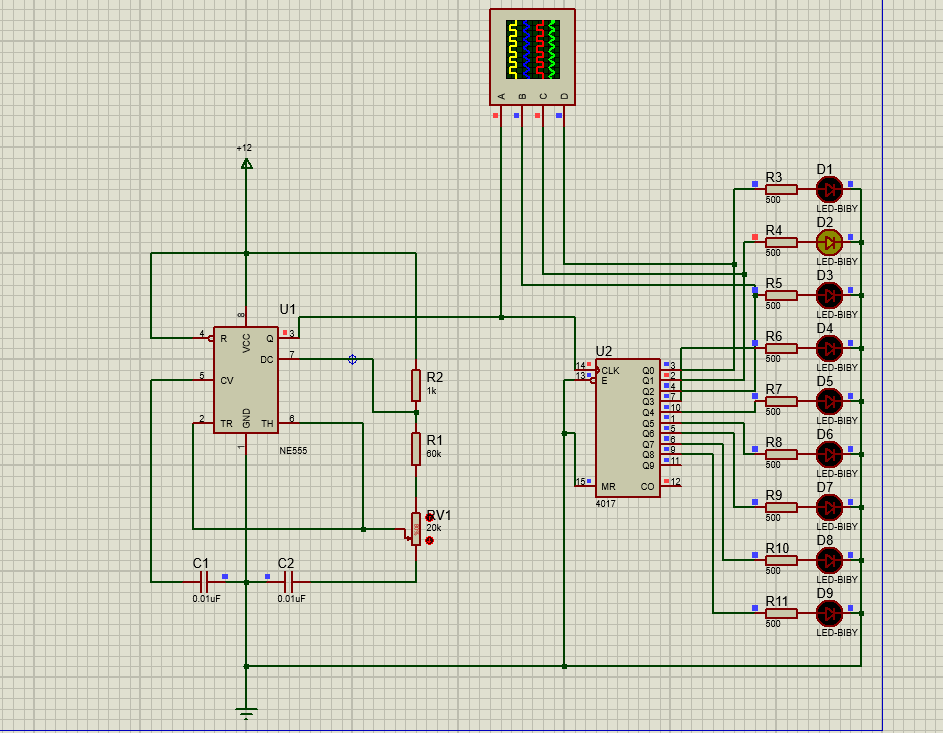 A B C D
+12
U1
NE555
8
VCC
4
R
Q
3
DC
7
5
CV
2
TR
GND
TH
6
1
R2
1k
R1
60k
RV1
20k
C1
0.01uF
C2
0.01uF
U2
4017
14
CLK
13
E
15
MR
Q0 3
Q1 2
Q2 4
Q3 7
Q4 10
Q5 1
Q6 5
Q7 6
Q8 9
Q9 11
CO 12
R3
500
D1
LED-BIBY
R4
500
D2
LED-BIBY
R5
500
D3
LED-BIBY
R6
500
D4
LED-BIBY
R7
500
D5
LED-BIBY
R8
500
D6
LED-BIBY
R9
500
D7
LED-BIBY
R10
500
D8
LED-BIBY
R11
500
D9
LED-BIBY